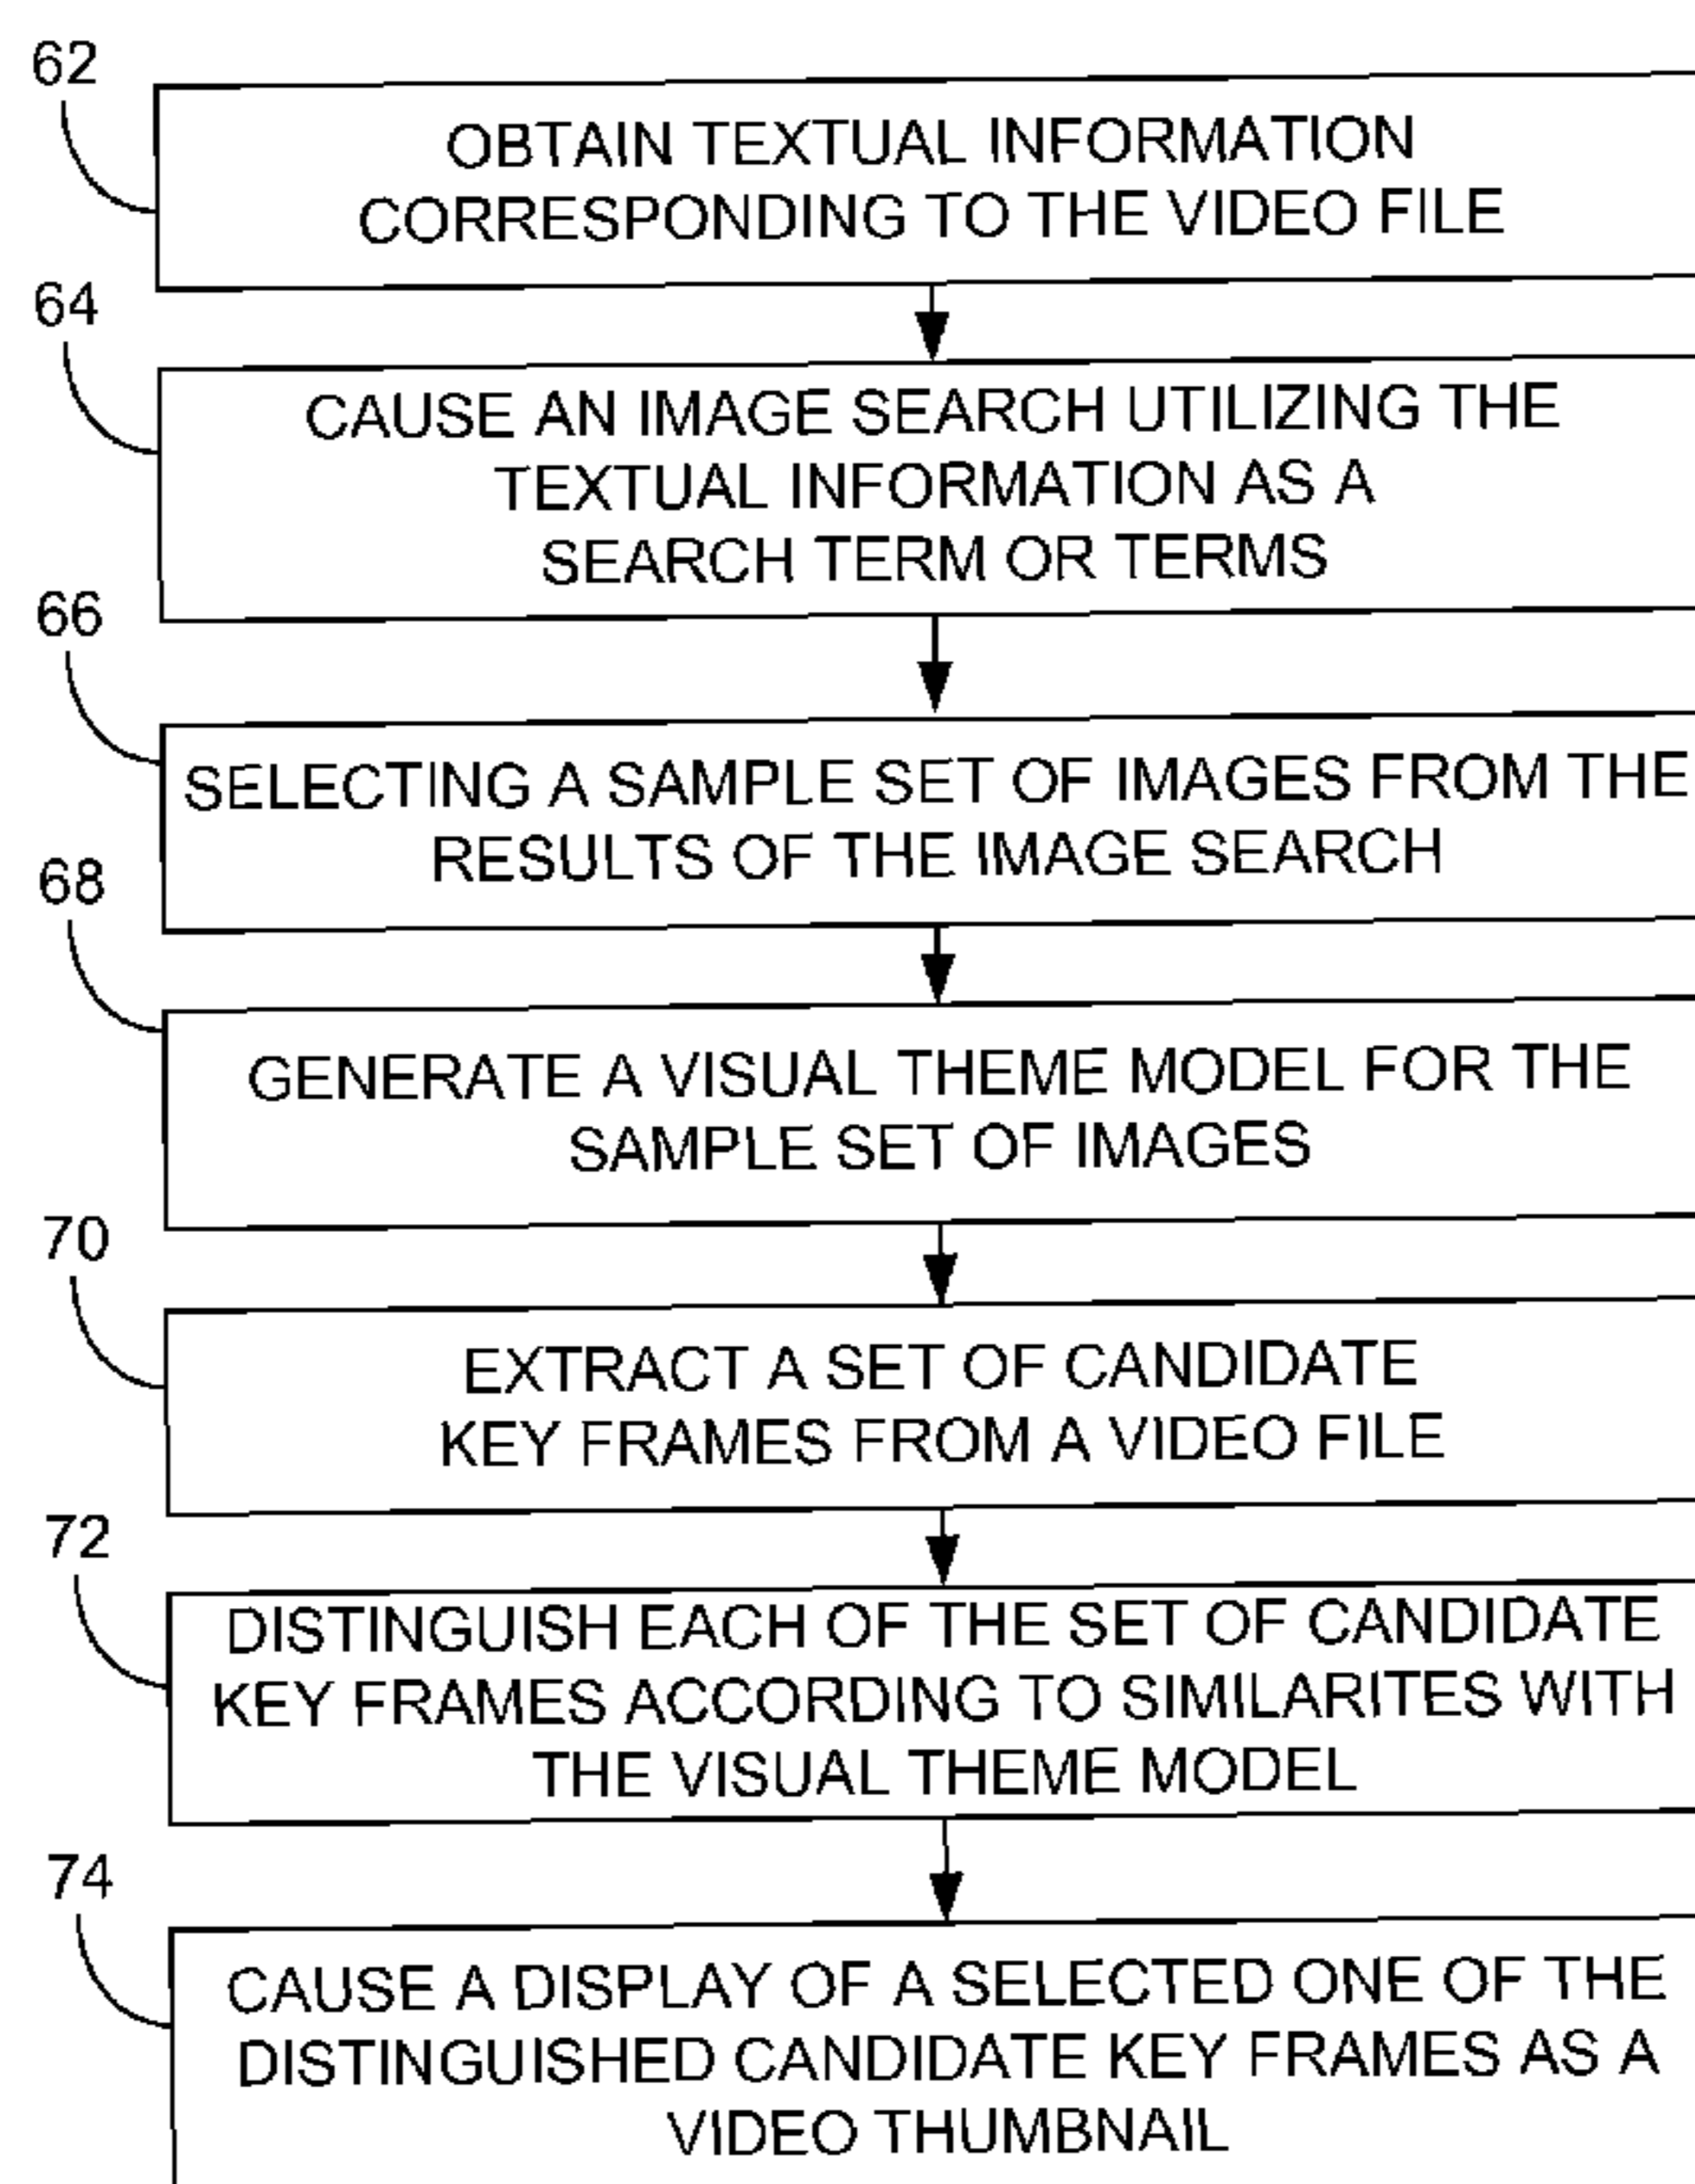 62
OBTAIN TEXTUAL INFORMATION
CORRESPONDING TO THE VIDEO FILE
64
CAUSE AN IMAGE SEARCH UTILIZING THE
TEXTUAL INFORMATION AS A
SEARCH TERM OR TERMS
66
SELECTING A SAMPLE SET OF IMAGES FROM THE
RESULTS OF THE IMAGE SEARCH
68
GENERATE A VISUAL THEME MODEL FOR THE
SAMPLE SET OF IMAGES
70
EXTRACT A SET OF CANDIDATE
KEY FRAMES FROM A VIDEO FILE
72
DISTINGUISH EACH OF THE SET OF CANDIDATE
KEY FRAMES ACCORDING TO SIMILARITES WITH
THE VISUAL THEME MODEL
74
CAUSE A DISPLAY OF A SELECTED ONE OF THE
DISTINGUISHED CANDIDATE KEY FRAMES AS A
VIDEO THUMBNAIL